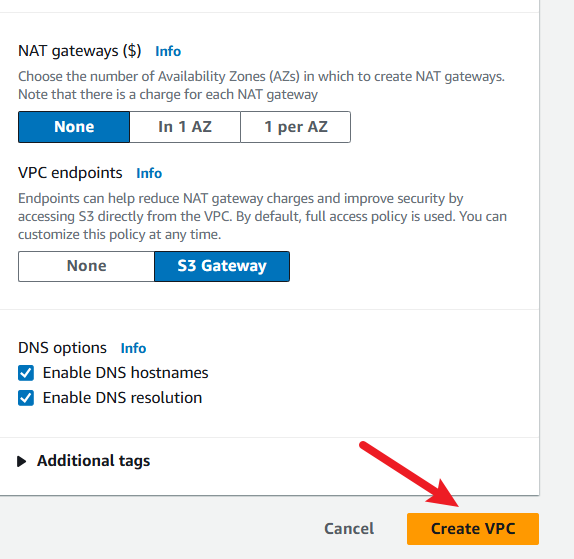 NAT gateways ($) Info
Choose the number of Availability Zones (AZs) in which to create NAT gateways.
Note that there is a charge for each NAT gateway
None In 1 AZ 1 per AZ
VPC endpoints Info
Endpoints can help reduce NAT gateway charges and improve security by
accessing S3 directly from the VPC. By default, full access policy is used. You can
customize this policy at any time.
None S3 Gateway
DNS options Info
Enable DNS hostnames
Enable DNS resolution
Additional tags
Cancel Create VPC